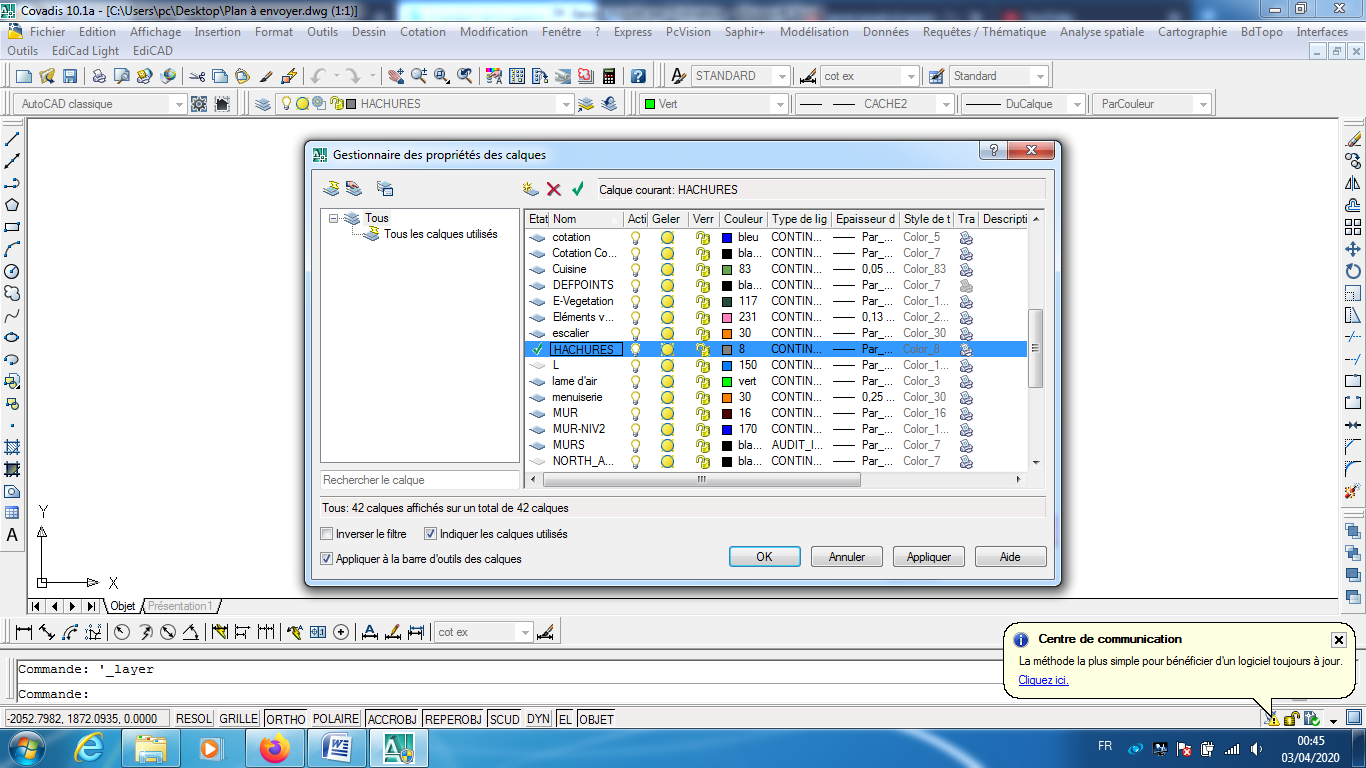 Covadis 10.1a - [C:\Users\pc\Desktop\Plan à envoyer.dwg (1:1)]
Fichier Edition Affichage Insertion Format Outils Dessin Cotation Modification Fenêtre ? Express PcVision Saphir+ Modélisation Données Requêtes / Thématique Analyse spatiale Cartographie BdTopo Interfaces
Outils EdiCad Light EdiCAD
STANDARD cot ex Standard
AutoCAD classique HACHURES Vert CACHE2 DuCalque ParCouleur
Gestionnaire des propriétés des calques
Calque courant: HACHURES
Tous
Tous les calques utilisés
Etat Nom Acti Geler Verr Couleur Type de lig Epaisseur d Style de t Tra Descripti
cotation bleu CONTIN... Par_... Color_5
Cotation Co... bla... CONTIN... Par_... Color_7
Cuisine 83 CONTIN... 0,05 ... Color_83
DEFPOINTS bla... CONTIN... Par_... Color_7
E-Vegetation 117 CONTIN... Par_... Color_1...
Eléments v... 231 CONTIN... 0,13 ... Color_2...
escalier 30 CONTIN... Par_... Color_30
HACHURES 8 CONTIN... Par_... Color_8
L 150 CONTIN... Par_... Color_1...
lame d'air vert CONTIN... Par_... Color_3
menuiserie 30 CONTIN... 0,25 ... Color_30
MUR 16 CONTIN... Par_... Color_16
MUR-NIV2 170 CONTIN... Par_... Color_1...
MURS bla... AUDIT_I... Par_... Color_7
NORTH_A... bla... CONTIN... Par_... Color_7
Rechercher le calque
Tous: 42 calques affichés sur un total de 42 calques
Inverser le filtre Indiquer les calques utilisés
Appliquer à la barre d'outils des calques
OK Annuler Appliquer Aide
A
Y
X
Objet Présentation1
cot ex
Centre de communication
La méthode la plus simple pour bénéficier d'un logiciel toujours à jour.
Cliquez ici.
Commande: '_layer
Commande:
-2052.7982, 1872.0935, 0.0000 RESOL GRILLE ORTHO POLAIRE ACCROBJ REPEROBJ SCUD DYN EL OBJET
FR
00:45
03/04/2020